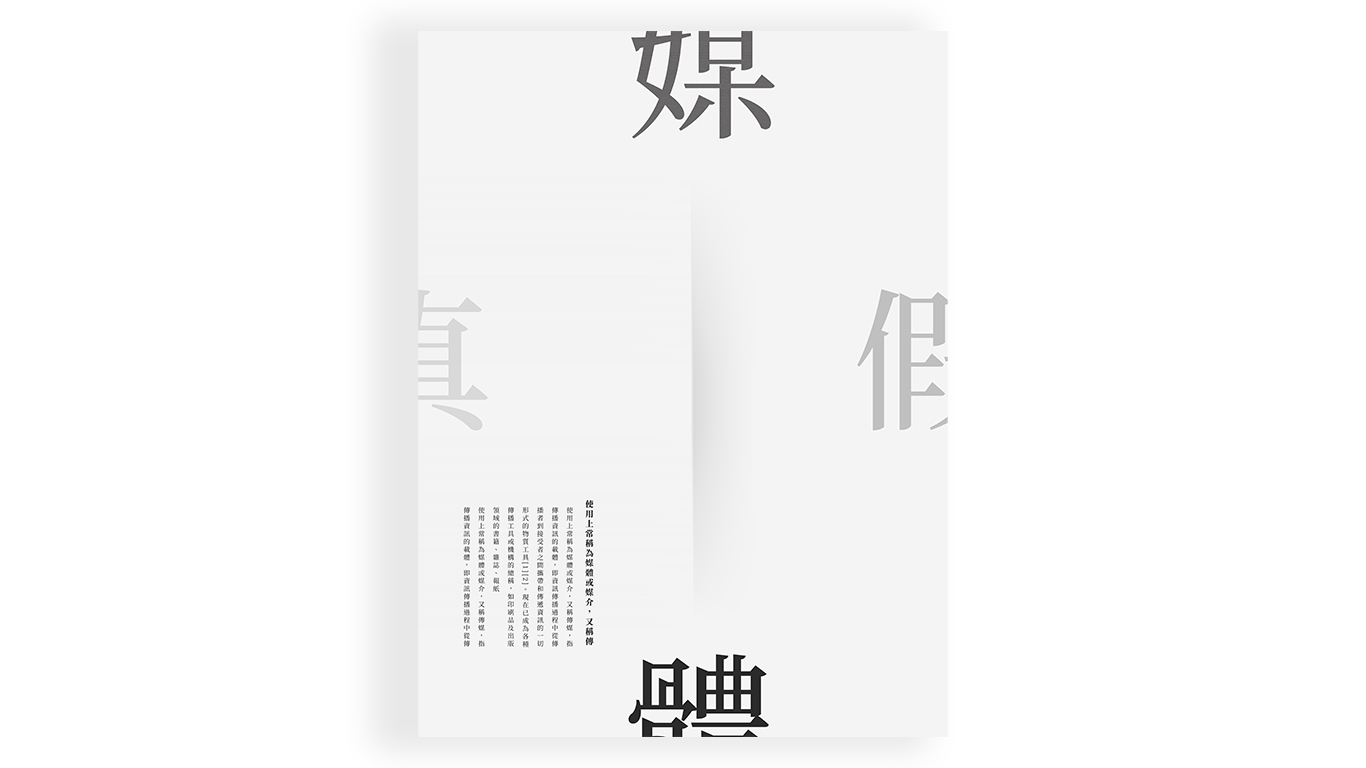 媒
真
假
使用上常稱為媒體或媒介，又稱傳
使用上常稱為媒體或媒介，又稱傳媒，指
傳播資訊的載體，即資訊傳播過程中從傳
播者到接受者之間攜帶和傳遞資訊的一切
形式的物質工具[1][2]。現在已成為各種
傳播工具或機構的總稱，如印刷品及出版
領域的書籍、雜誌、報紙
使用上常稱為媒體或媒介，又稱傳媒，指
傳播資訊的載體，即資訊傳播過程中從傳
體